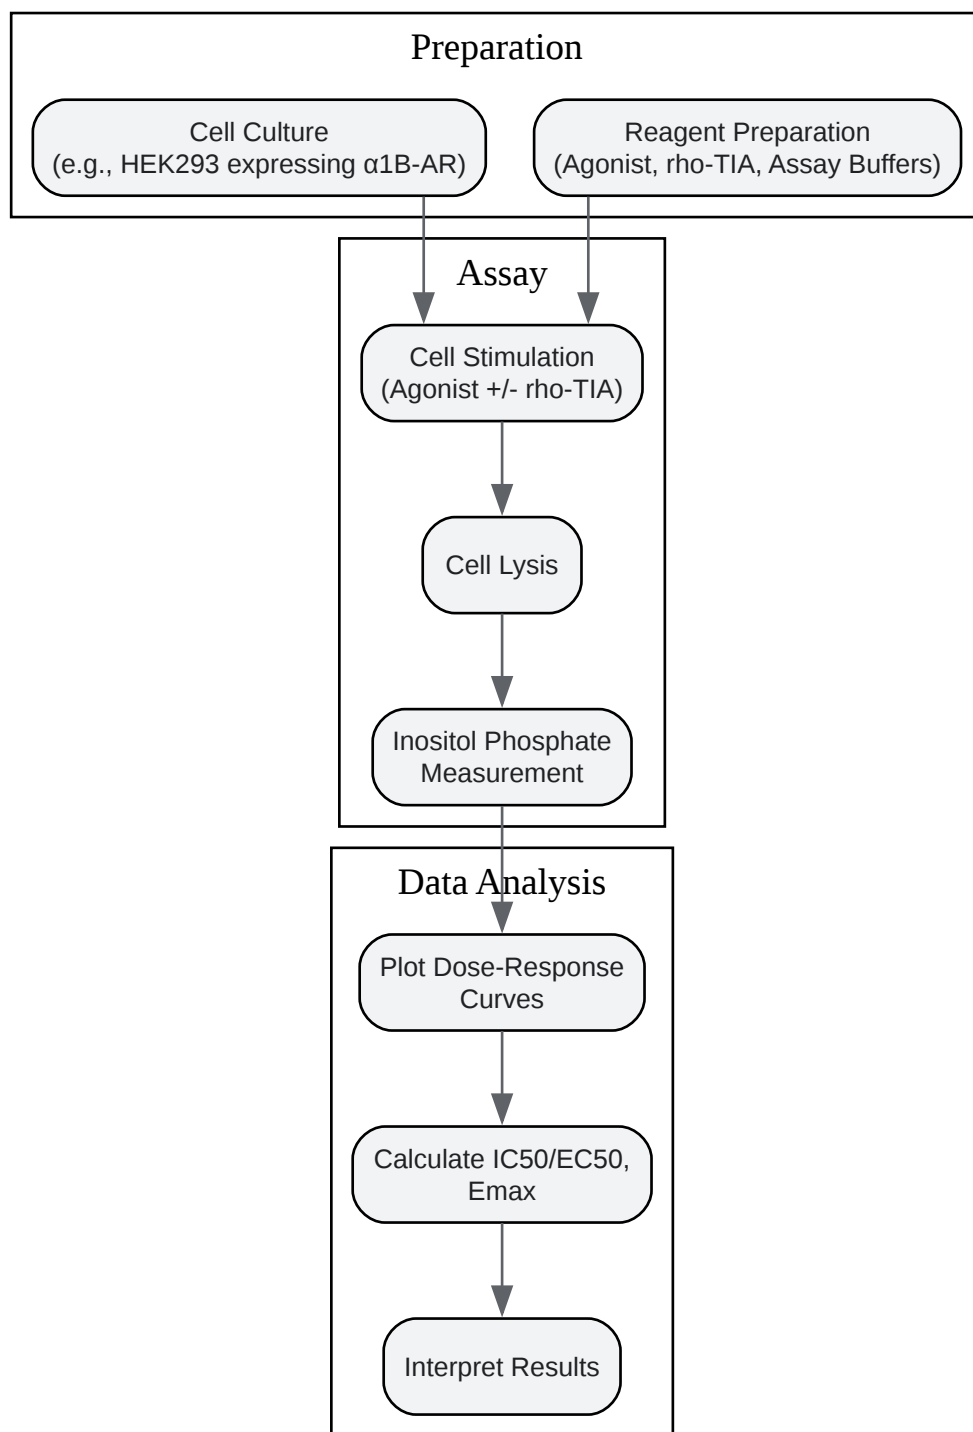 Preparation
Cell Culture
(e.g., HEK293 expressing α1B-AR)
Reagent Preparation
(Agonist, rho-TIA, Assay Buffers)
Assay
Cell Stimulation
(Agonist +/- rho-TIA)
Cell Lysis
Inositol Phosphate
Measurement
Data Analysis
Plot Dose-Response
Curves
Calculate IC50/EC50,
Emax
Interpret Results